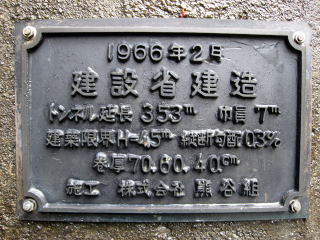 1966年2月
建設省建造
トンネル延長 353m 巾員 7m
建築限界H=4.5m 縦断勾配0.3%
巻厚70.60.40cm
施工 株式会社 熊谷組